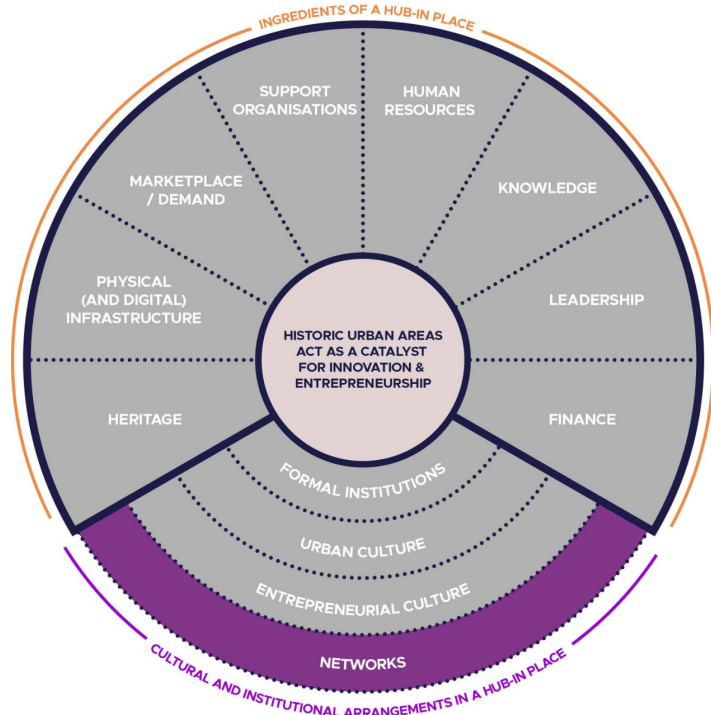 INGREDIENTS OF A HUB-IN PLACE
SUPPORT
ORGANISATIONS
HUMAN
RESOURCES
MARKETPLACE
/ DEMAND
KNOWLEDGE
PHYSICAL
(AND DIGITAL)
INFRASTRUCTURE
LEADERSHIP
HISTORIC URBAN AREAS
ACT AS A CATALYST
FOR INNOVATION &
ENTREPRENEURSHIP
HERITAGE
FINANCE
FORMAL INSTITUTIONS
URBAN CULTURE
ENTREPRENEURIAL CULTURE
NETWORKS
CULTURAL AND INSTITUTIONAL ARRANGEMENTS IN A HUB-IN PLACE